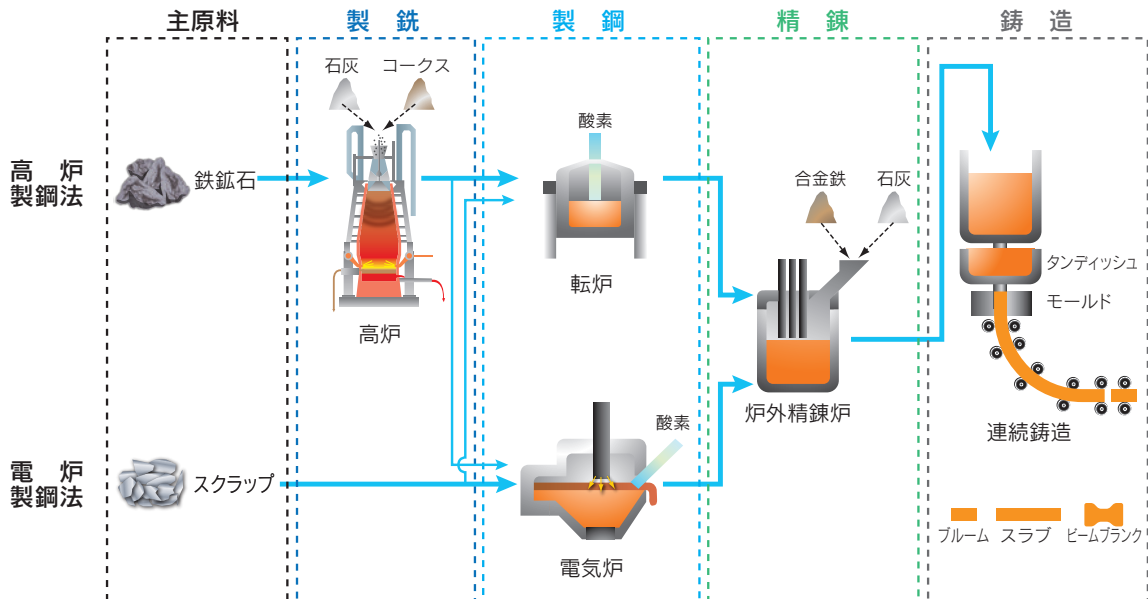 主原料
製 銑
製 鋼
精 錬
鋳 造
石灰
コークス
酸素
高 炉
製鋼法
鉄鉱石
合金鉄
石灰
タンディッシュ
転炉
モールド
高炉
炉外精錬炉
酸素
連続鋳造
電 炉
製鋼法
スクラップ
ブルーム
スラブ
ビームブランク
電気炉